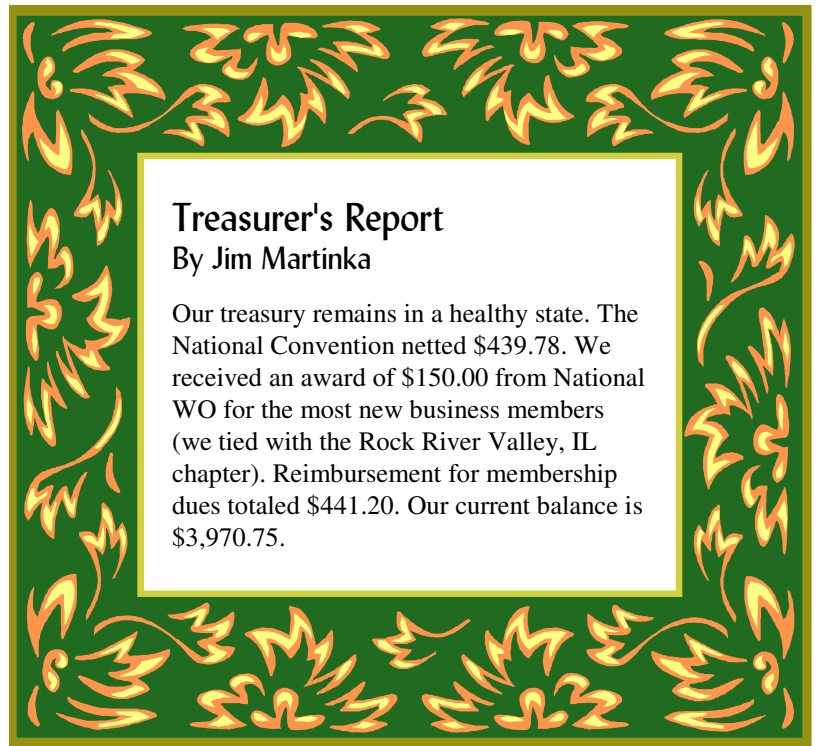 Treasurer's Report
By Jim Martinka
Our treasury remains in a healthy state. The
National Convention netted $439.78. We
received an award of $150.00 from National
WO for the most new business members
(we tied with the Rock River Valley, IL
chapter). Reimbursement for membership
dues totaled $441.20. Our current balance is
$3,970.75.